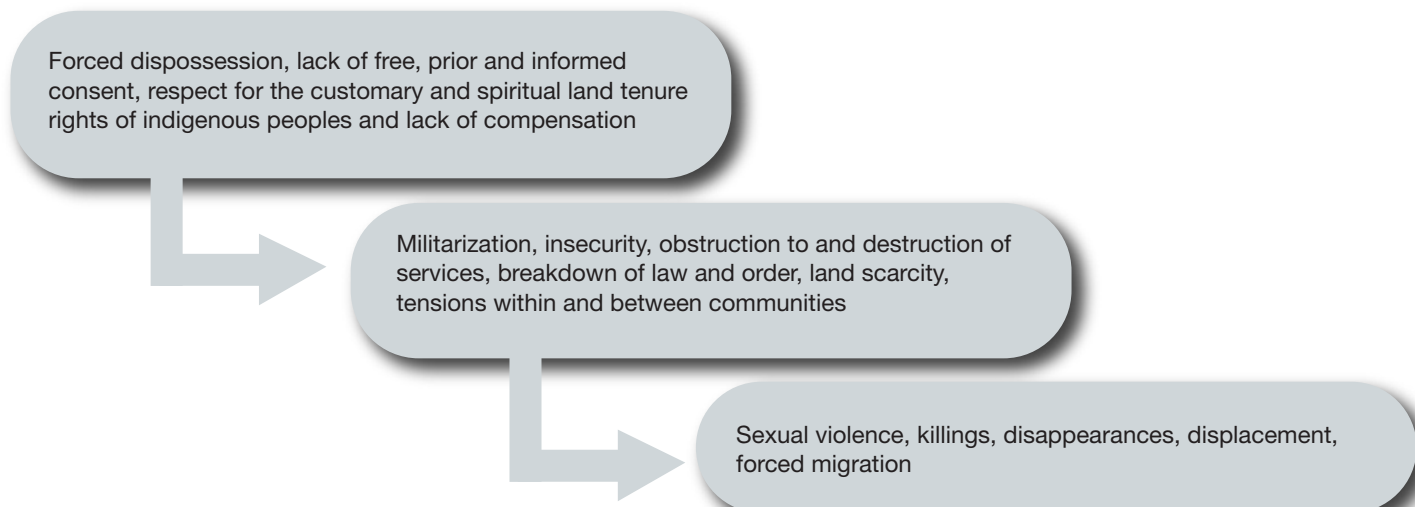 Forced dispossession, lack of free, prior and informed
consent, respect for the customary and spiritual land tenure
rights of indigenous peoples and lack of compensation
Militarization, insecurity, obstruction to and destruction of
services, breakdown of law and order, land scarcity,
tensions within and between communities
Sexual violence, killings, disappearances, displacement,
forced migration